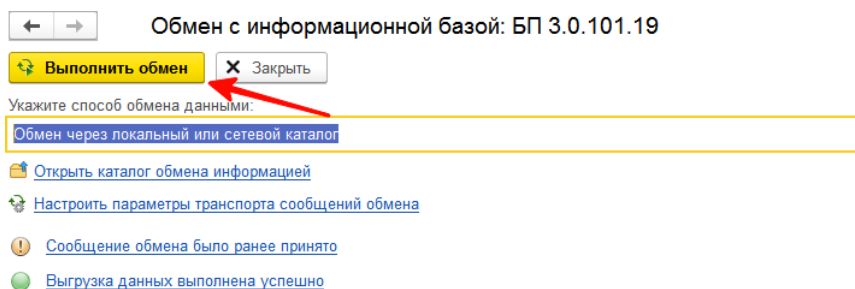 Обмен с информационной базой: БП 3.0.101.19
Выполнить обмен Закрыть
Укажите способ обмена данными:
Обмен через локальный или сетевой каталог
Открыть каталог обмена информацией
Настроить параметры транспорта сообщений обмена
Сообщение обмена было ранее принято
Выгрузка данных выполнена успешно